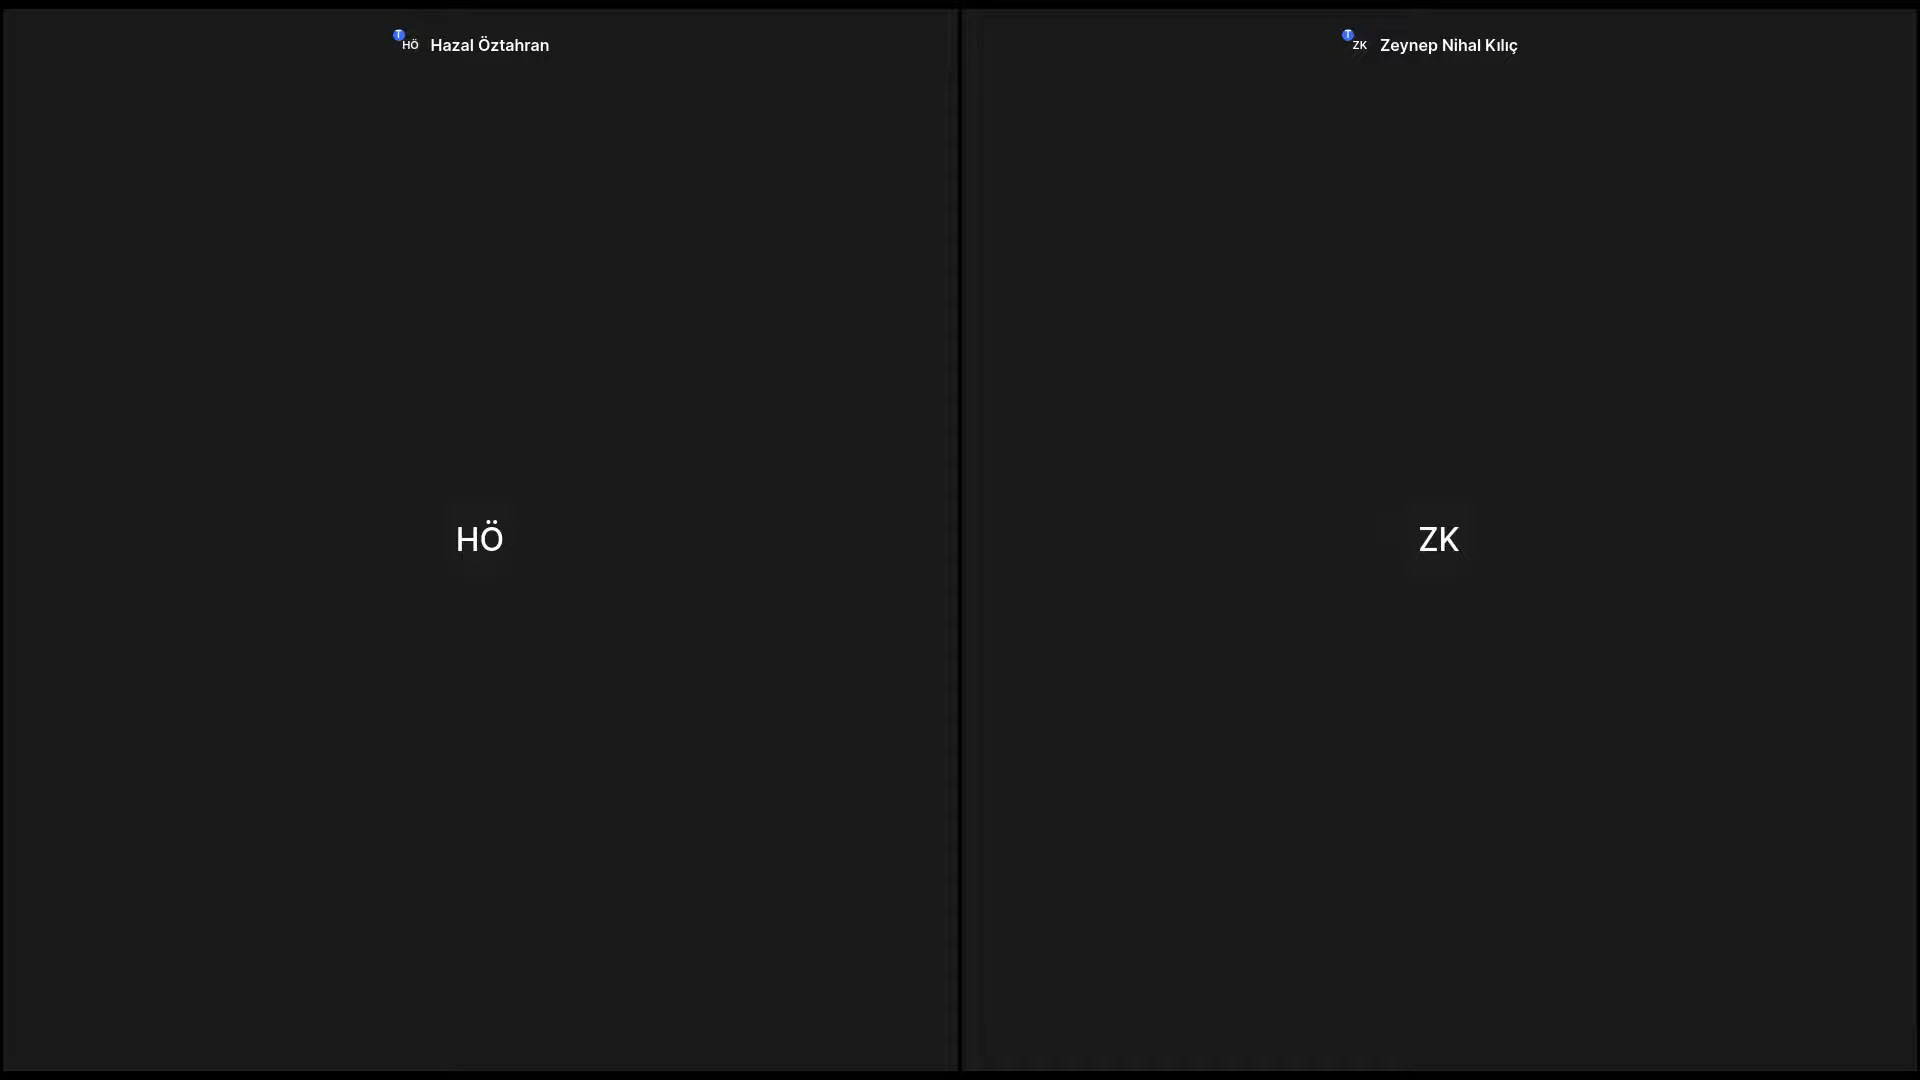 T
HÖ Hazal Öztahran
T
ZK Zeynep Nihal Kılıç
HÖ
ZK